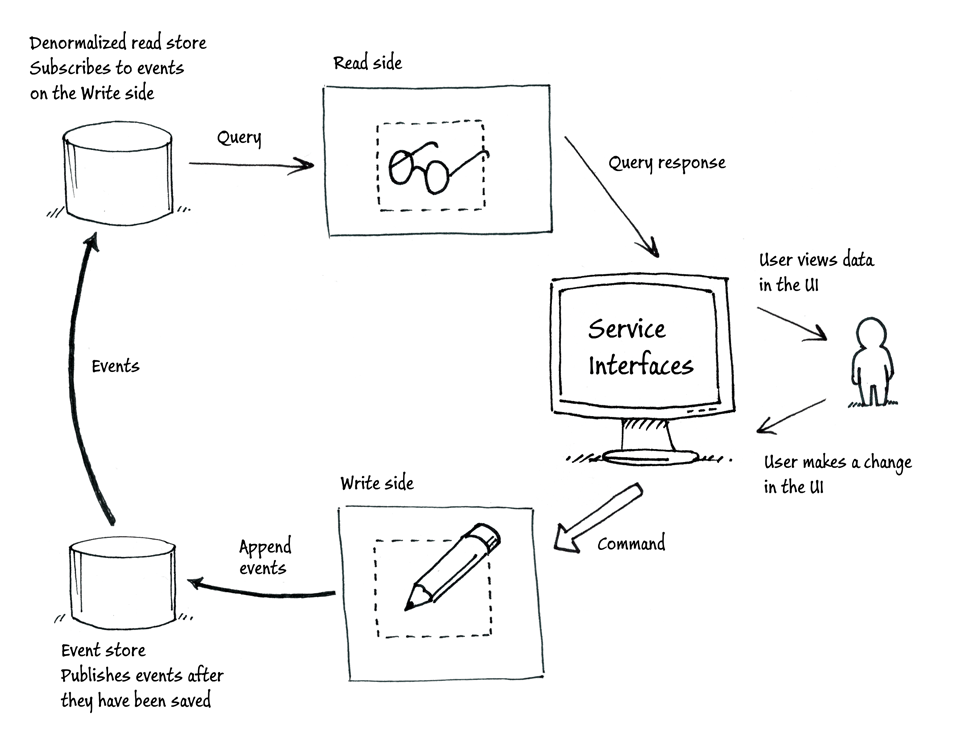 Denormalized read store
Subscribes to events
on the Write side
Read side
Query
Query response
User views data
in the UI
Service
Interfaces
Events
User makes a change
in the UI
Write side
Command
Append
events
Event store
Publishes events after
they have been saved